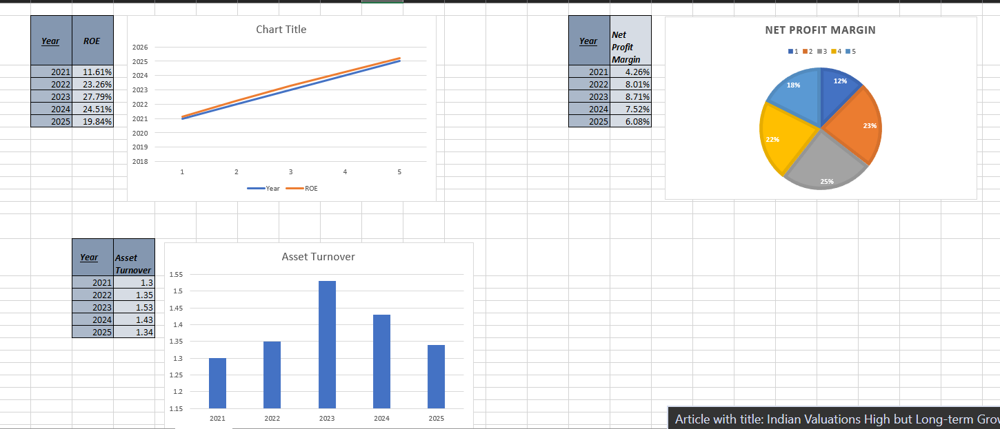 Year ROE
2021 11.61%
2022 23.26%
2023 27.79%
2024 24.51%
2025 19.84%
Chart Title
2026
2025
2024
2023
2022
2021
2020
2019
2018
1 2 3 4 5
Year ROE
Year Net
Profit
Margin
2021 4.26%
2022 8.01%
2023 8.71%
2024 7.52%
2025 6.08%
NET PROFIT MARGIN
1 2 3 4 5
12%
23%
25%
22%
18%
Year Asset
Turnover
2021 1.3
2022 1.35
2023 1.53
2024 1.43
2025 1.34
Asset Turnover
1.55
1.5
1.45
1.4
1.35
1.3
1.25
1.2
1.15
2021 2022 2023 2024 2025
Article with title: Indian Valuations High but Long-term